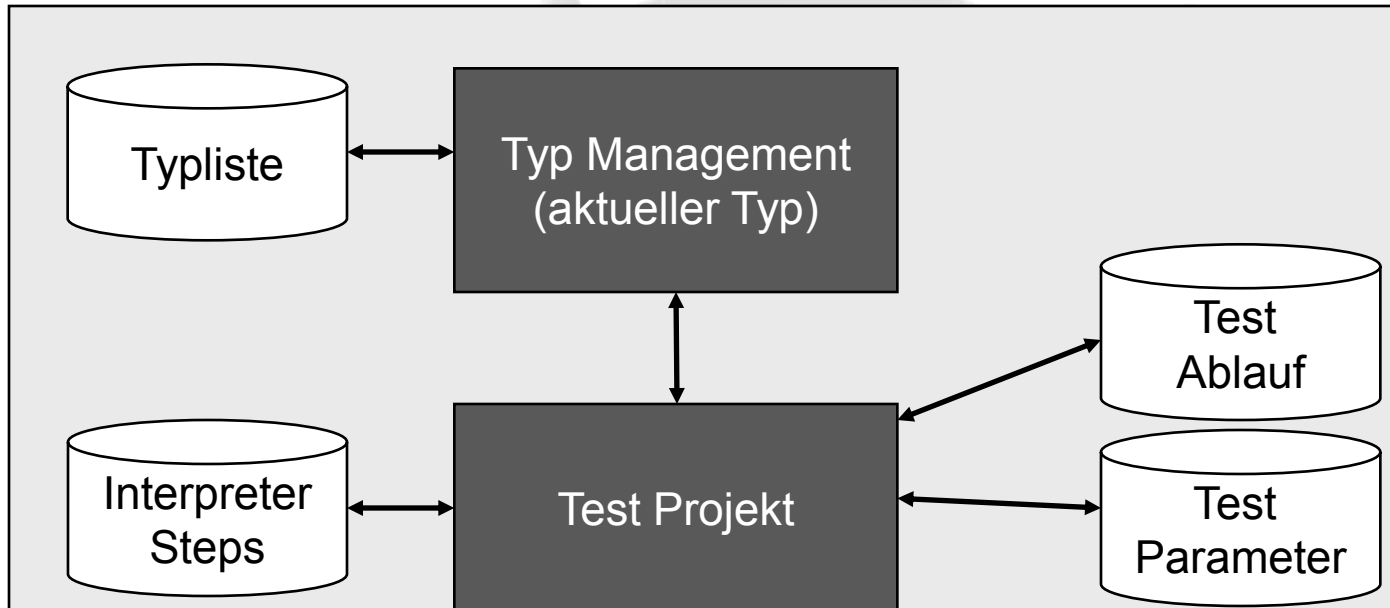 Typliste
Typ Management
(aktueller Typ)
Test
Ablauf
Interpreter
Steps
Test Projekt
Test
Parameter